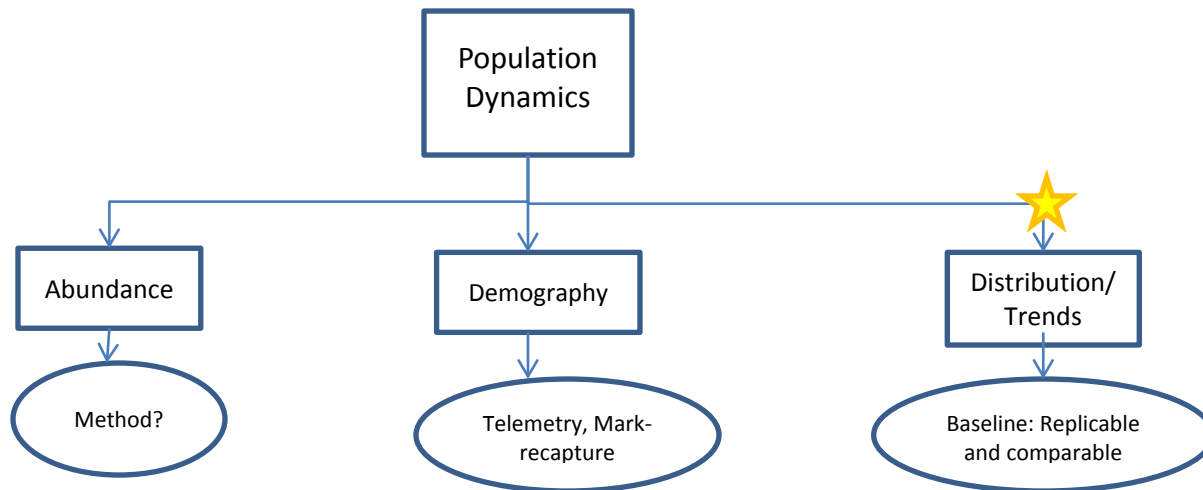 Population
Dynamics
Abundance
Demography
Distribution/
Trends
Method?
Telemetry, Mark-
recapture
Baseline: Replicable
and comparable